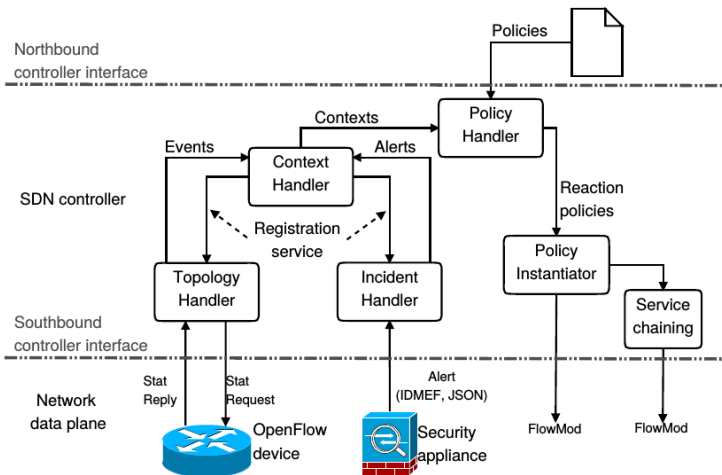 Northbound
controller interface
Policies
Contexts
Policy
Handler
Events
Alerts
Context
Handler
SDN controller
Registration
service
Reaction
policies
Topology
Handler
Incident
Handler
Policy
Instantiator
Service
chaining
Southbound
controller interface
Network
data plane
Stat
Reply
Stat
Request
Alert
(IDMEF, JSON)
OpenFlow
device
Security
appliance
FlowMod
FlowMod